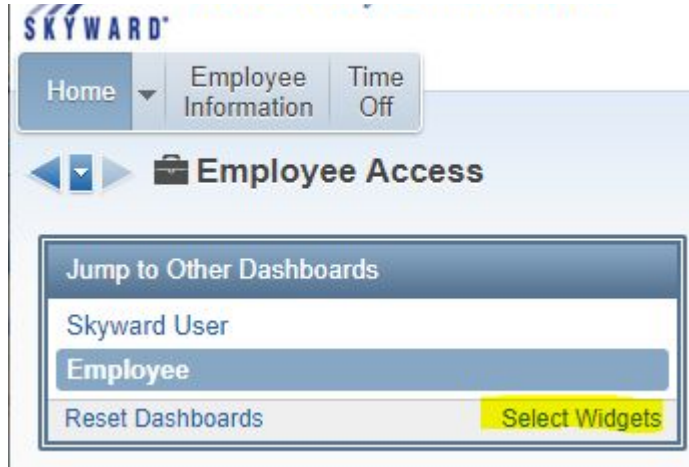 SKYWARD®
Home
Employee
Information
Time
Off
Employee Access
Jump to Other Dashboards
Skyward User
Employee
Reset Dashboards
Select Widgets